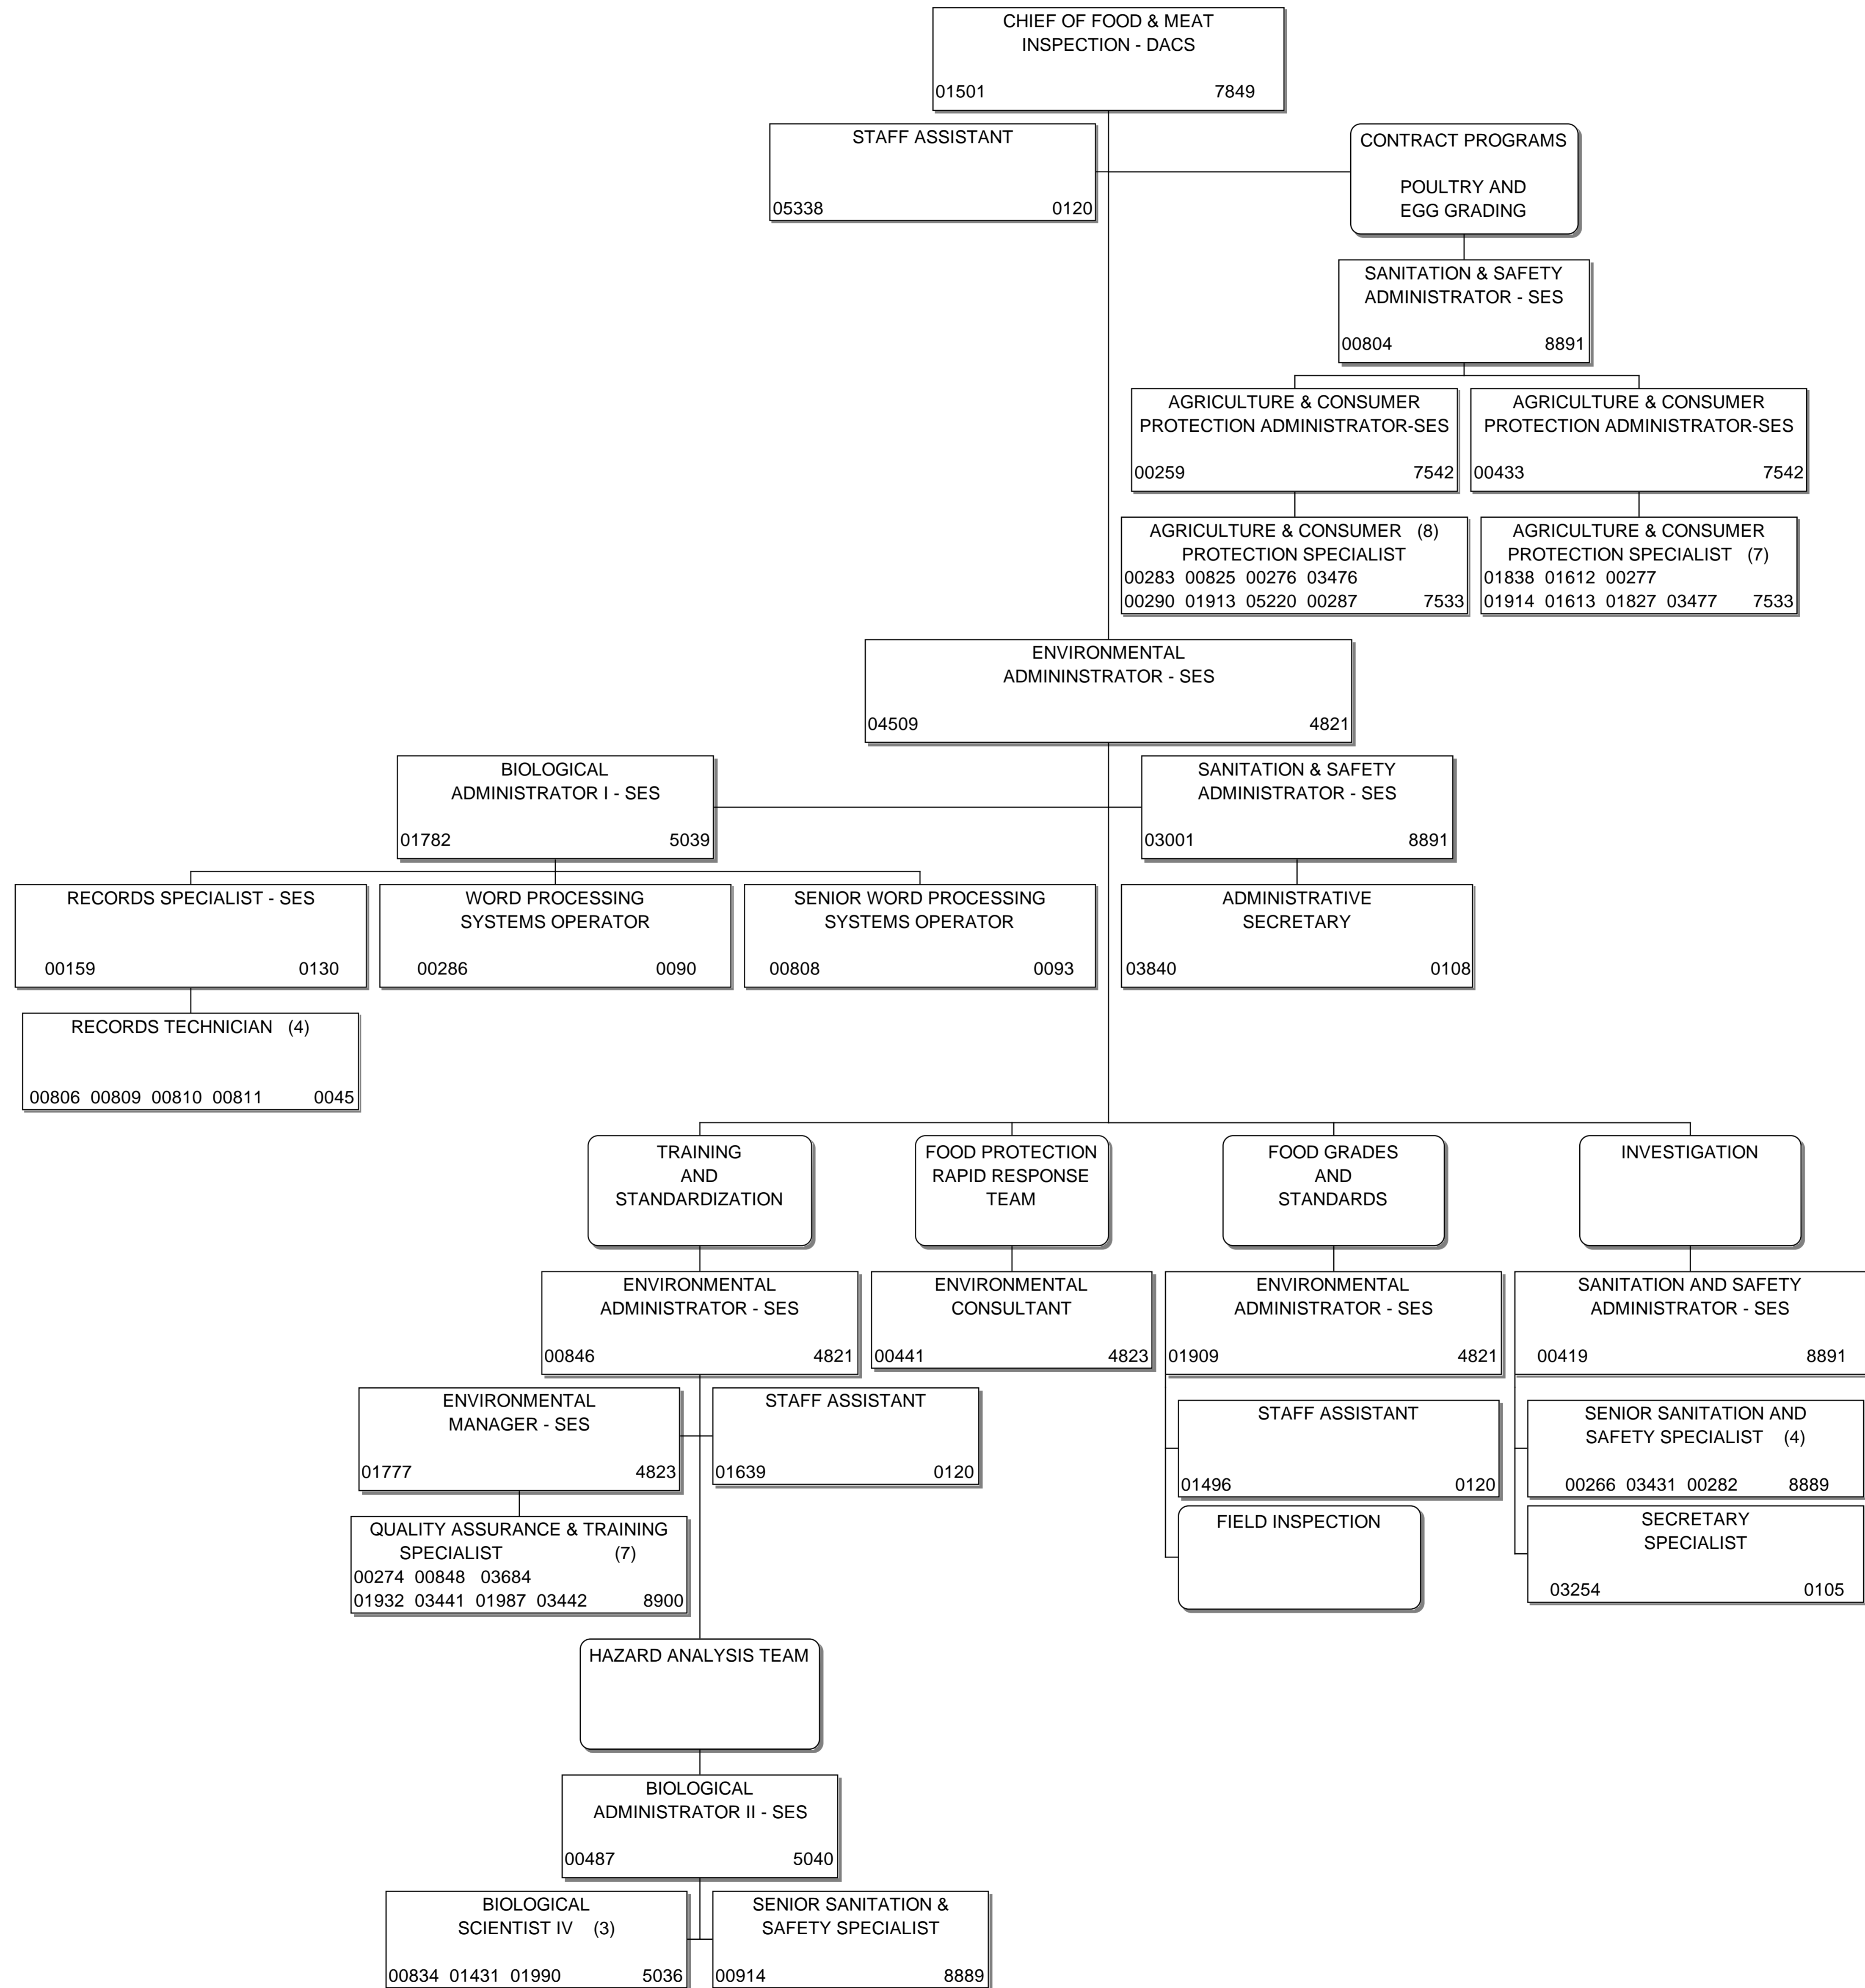 CHIEF OF FOOD & MEAT
INSPECTION - DACS
01501 7849
STAFF ASSISTANT
05338 0120
CONTRACT PROGRAMS
POULTRY AND
EGG GRADING
SANITATION & SAFETY
ADMINISTRATOR - SES
00804 8891
AGRICULTURE & CONSUMER
PROTECTION ADMINISTRATOR-SES
00259 7542
AGRICULTURE & CONSUMER
PROTECTION ADMINISTRATOR-SES
00433 7542
AGRICULTURE & CONSUMER (8)
PROTECTION SPECIALIST
00283 00825 00276 03476
00290 01913 05220 00287 7533
AGRICULTURE & CONSUMER
PROTECTION SPECIALIST (7)
01838 01612 00277
01914 01613 01827 03477 7533
ENVIRONMENTAL
ADMININSTRATOR - SES
04509 4821
BIOLOGICAL
ADMINISTRATOR I - SES
01782 5039
SANITATION & SAFETY
ADMINISTRATOR - SES
03001 8891
RECORDS SPECIALIST - SES
00159 0130
WORD PROCESSING
SYSTEMS OPERATOR
00286 0090
SENIOR WORD PROCESSING
SYSTEMS OPERATOR
00808 0093
ADMINISTRATIVE
SECRETARY
03840 0108
RECORDS TECHNICIAN (4)
00806 00809 00810 00811 0045
TRAINING
AND
STANDARDIZATION
FOOD PROTECTION
RAPID RESPONSE
TEAM
FOOD GRADES
AND
STANDARDS
INVESTIGATION
ENVIRONMENTAL
ADMINISTRATOR - SES
00846 4821
ENVIRONMENTAL
CONSULTANT
00441 4823
ENVIRONMENTAL
ADMINISTRATOR - SES
01909 4821
SANITATION AND SAFETY
ADMINISTRATOR - SES
00419 8891
ENVIRONMENTAL
MANAGER - SES
01777 4823
STAFF ASSISTANT
01639 0120
STAFF ASSISTANT
01496 0120
SENIOR SANITATION AND
SAFETY SPECIALIST (4)
00266 03431 00282 8889
QUALITY ASSURANCE & TRAINING
SPECIALIST (7)
00274 00848 03684
01932 03441 01987 03442 8900
FIELD INSPECTION
SECRETARY
SPECIALIST
03254 0105
HAZARD ANALYSIS TEAM
BIOLOGICAL
ADMINISTRATOR II - SES
00487 5040
BIOLOGICAL
SCIENTIST IV (3)
00834 01431 01990 5036
SENIOR SANITATION &
SAFETY SPECIALIST
00914 8889